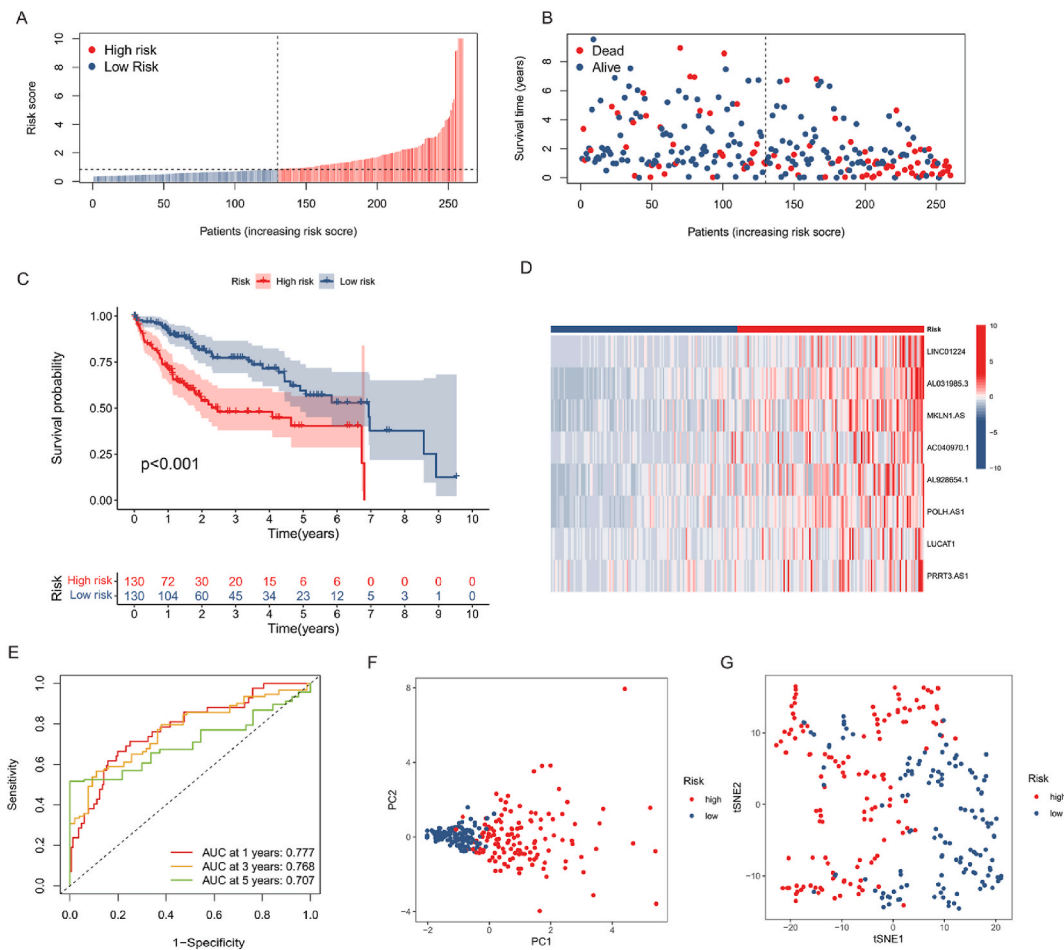 A
High risk
Low Risk
Risk score
10
8
6
4
2
0
0 50 100 150 200 250
Patients (increasing risk socre)
B
Dead
Alive
Survival time (years)
8
6
4
2
0
0 50 100 150 200 250
Patients (increasing risk socre)
C
Risk High risk Low risk
Survival probability
1.00
0.75
0.50
0.25
0.00
p<0.001
0 1 2 3 4 5 6 7 8 9 10
Time(years)
Risk
High risk 130 72 30 20 15 6 6 0 0 0 0
Low risk 130 104 60 45 34 23 12 5 3 1 0
0 1 2 3 4 5 6 7 8 9 10
Time(years)
D
Risk
LINC01224
AL031985.3
MKLN1.AS
AC040970.1
AL928654.1
POLH.AS1
LUCAT1
PRRT3.AS1
10
5
0
−5
−10
E
Sensitivity
1.0
0.8
0.6
0.4
0.2
0.0
AUC at 1 years: 0.777
AUC at 3 years: 0.768
AUC at 5 years: 0.707
0.0 0.2 0.4 0.6 0.8 1.0
1−Specificity
F
PC2
8
4
0
−4
−2 0 2 4
PC1
Risk
high
low
G
tSNE2
10
0
−10
−20 −10 0 10 20
tSNE1
Risk
high
low